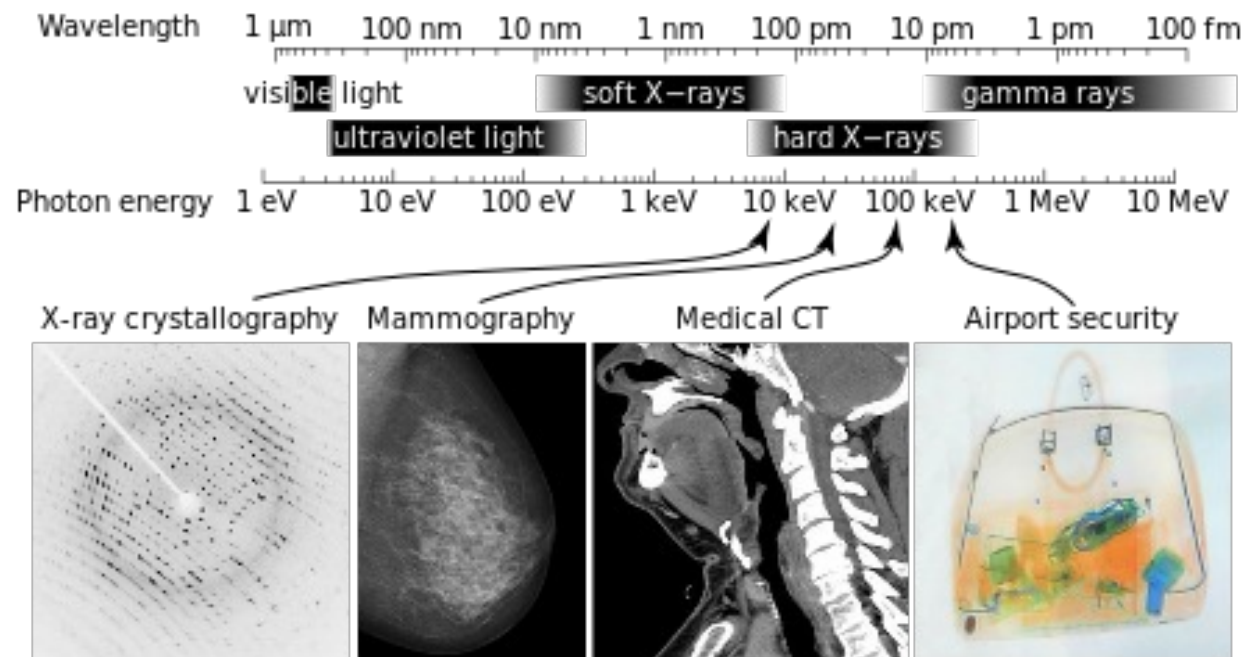 Wavelength 1 μm 100 nm 10 nm 1 nm 100 pm 10 pm 1 pm 100 fm
visible light soft X−rays gamma rays
ultraviolet light hard X−rays
Photon energy 1 eV 10 eV 100 eV 1 keV 10 keV 100 keV 1 MeV 10 MeV
X-ray crystallography Mammography Medical CT Airport security